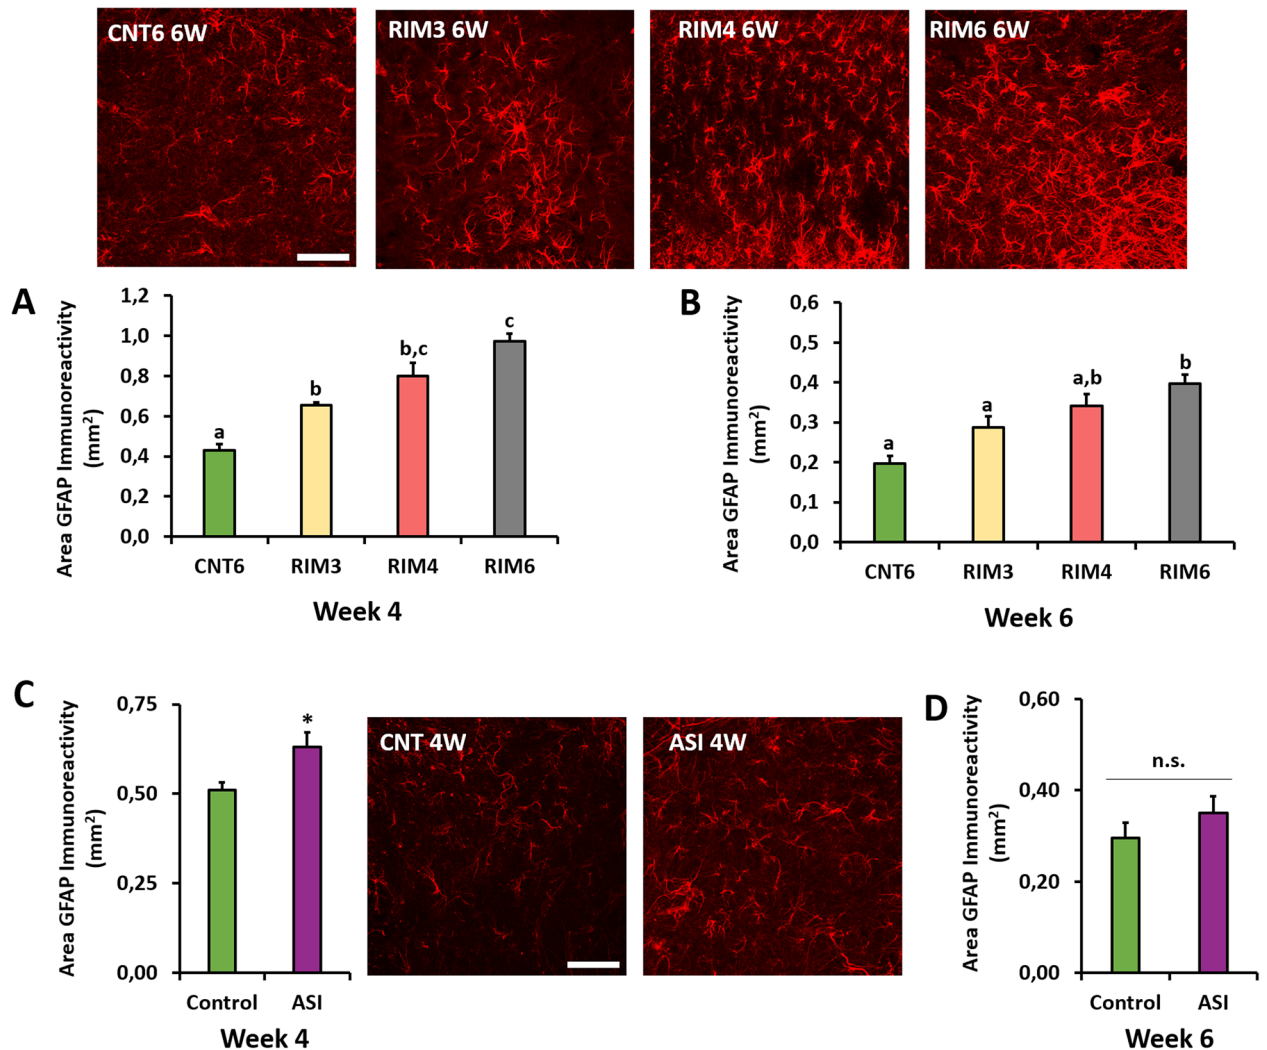 CNT6 6W
RIM3 6W
RIM4 6W
RIM6 6W
A
Area GFAP Immunoreactivity
(mm²)
1,2
1,0
0,8
0,6
0,4
0,2
0,0
a
b
b,c
c
CNT6
RIM3
RIM4
RIM6
Week 4
B
Area GFAP Immunoreactivity
(mm²)
0,6
0,5
0,4
0,3
0,2
0,1
0,0
a
a
a,b
b
CNT6
RIM3
RIM4
RIM6
Week 6
C
Area GFAP Immunoreactivity
(mm²)
0,75
0,50
0,25
0,00
*
Control
ASI
Week 4
CNT 4W
ASI 4W
D
Area GFAP Immunoreactivity
(mm²)
0,60
0,40
0,20
0,00
n.s.
Control
ASI
Week 6